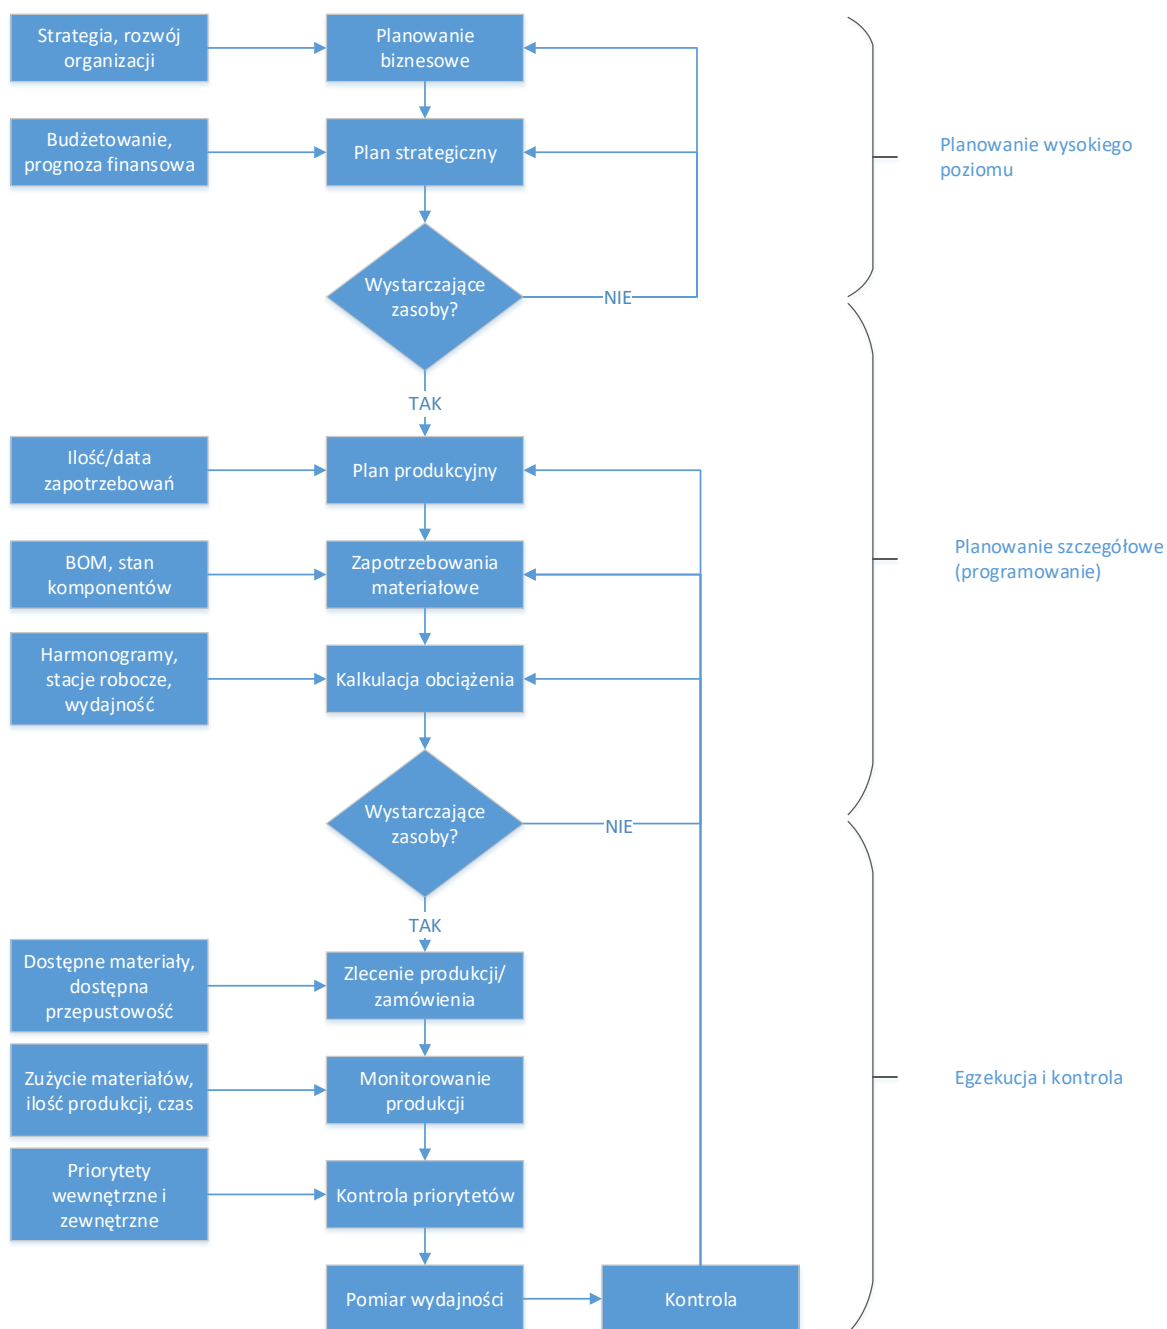 Strategia, rozwój
organizacji
Planowanie
biznesowe
Budżetowanie,
prognoza finansowa
Plan strategiczny
Planowanie wysokiego
poziomu
Wystarczające
zasoby?
NIE
TAK
Ilość/data
zapotrzebowań
Plan produkcyjny
BOM, stan
komponentów
Zapotrzebowania
materiałowe
Planowanie szczegółowe
(programowanie)
Harmonogramy,
stacje robocze,
wydajność
Kalkulacja obciążenia
Wystarczające
zasoby?
NIE
TAK
Dostępne materiały,
dostępna
przepustowość
Zlecenie produkcji/
zamówienia
Zużycie materiałów,
ilość produkcji, czas
Monitorowanie
produkcji
Egzekucja i kontrola
Priorytety
wewnętrzne i
zewnętrzne
Kontrola priorytetów
Pomiar wydajności
Kontrola